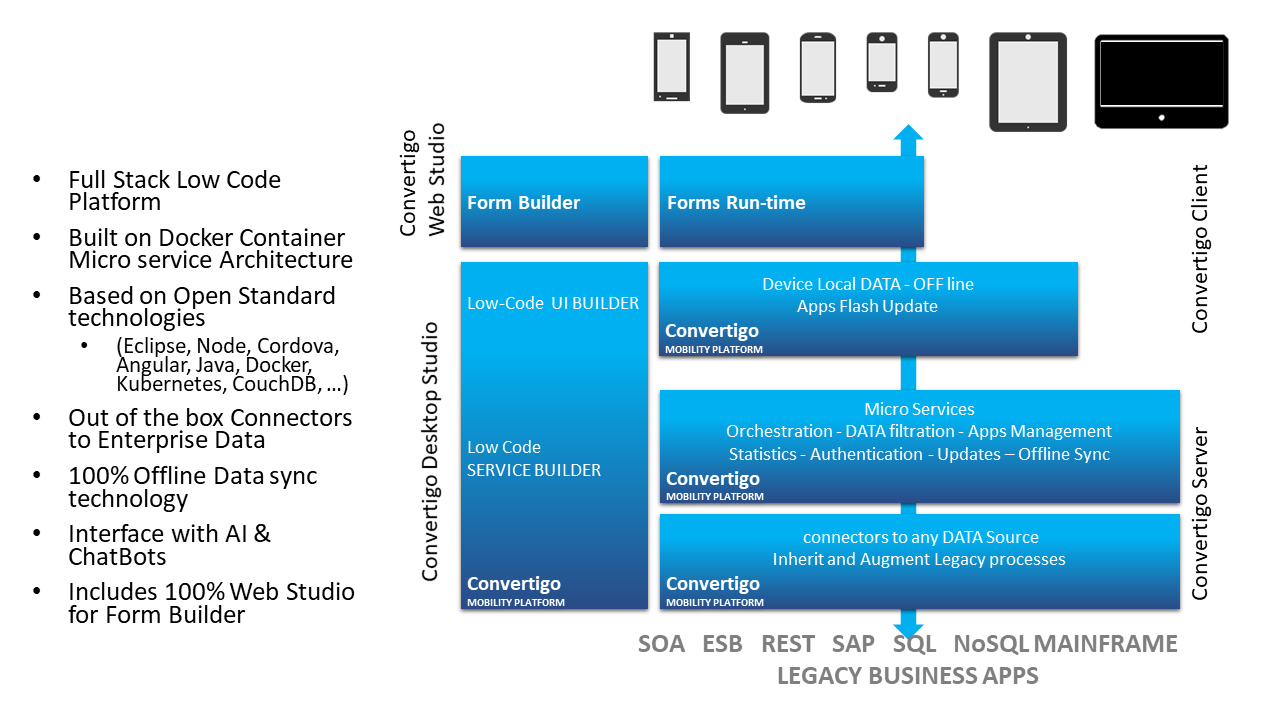 • Full Stack Low Code
Platform
• Built on Docker Container
Micro service Architecture
• Based on Open Standard
technologies
• (Eclipse, Node, Cordova,
Angular, Java, Docker,
Kubernetes, CouchDB, …)
• Out of the box Connectors
to Enterprise Data
• 100% Offline Data sync
technology
• Interface with AI &
ChatBots
• Includes 100% Web Studio
for Form Builder
Convertigo
Web Studio
Form Builder
Forms Run-time
Convertigo Desktop Studio
Low-Code UI BUILDER
Low Code
SERVICE BUILDER
Convertigo
MOBILITY PLATFORM
Device Local DATA - OFF line
Apps Flash Update
Convertigo
MOBILITY PLATFORM
Convertigo Client
Micro Services
Orchestration - DATA filtration - Apps Management
Statistics - Authentication - Updates – Offline Sync
Convertigo
MOBILITY PLATFORM
connectors to any DATA Source
Inherit and Augment Legacy processes
Convertigo
MOBILITY PLATFORM
Convertigo Server
SOA ESB REST SAP SQL NoSQL MAINFRAME
LEGACY BUSINESS APPS